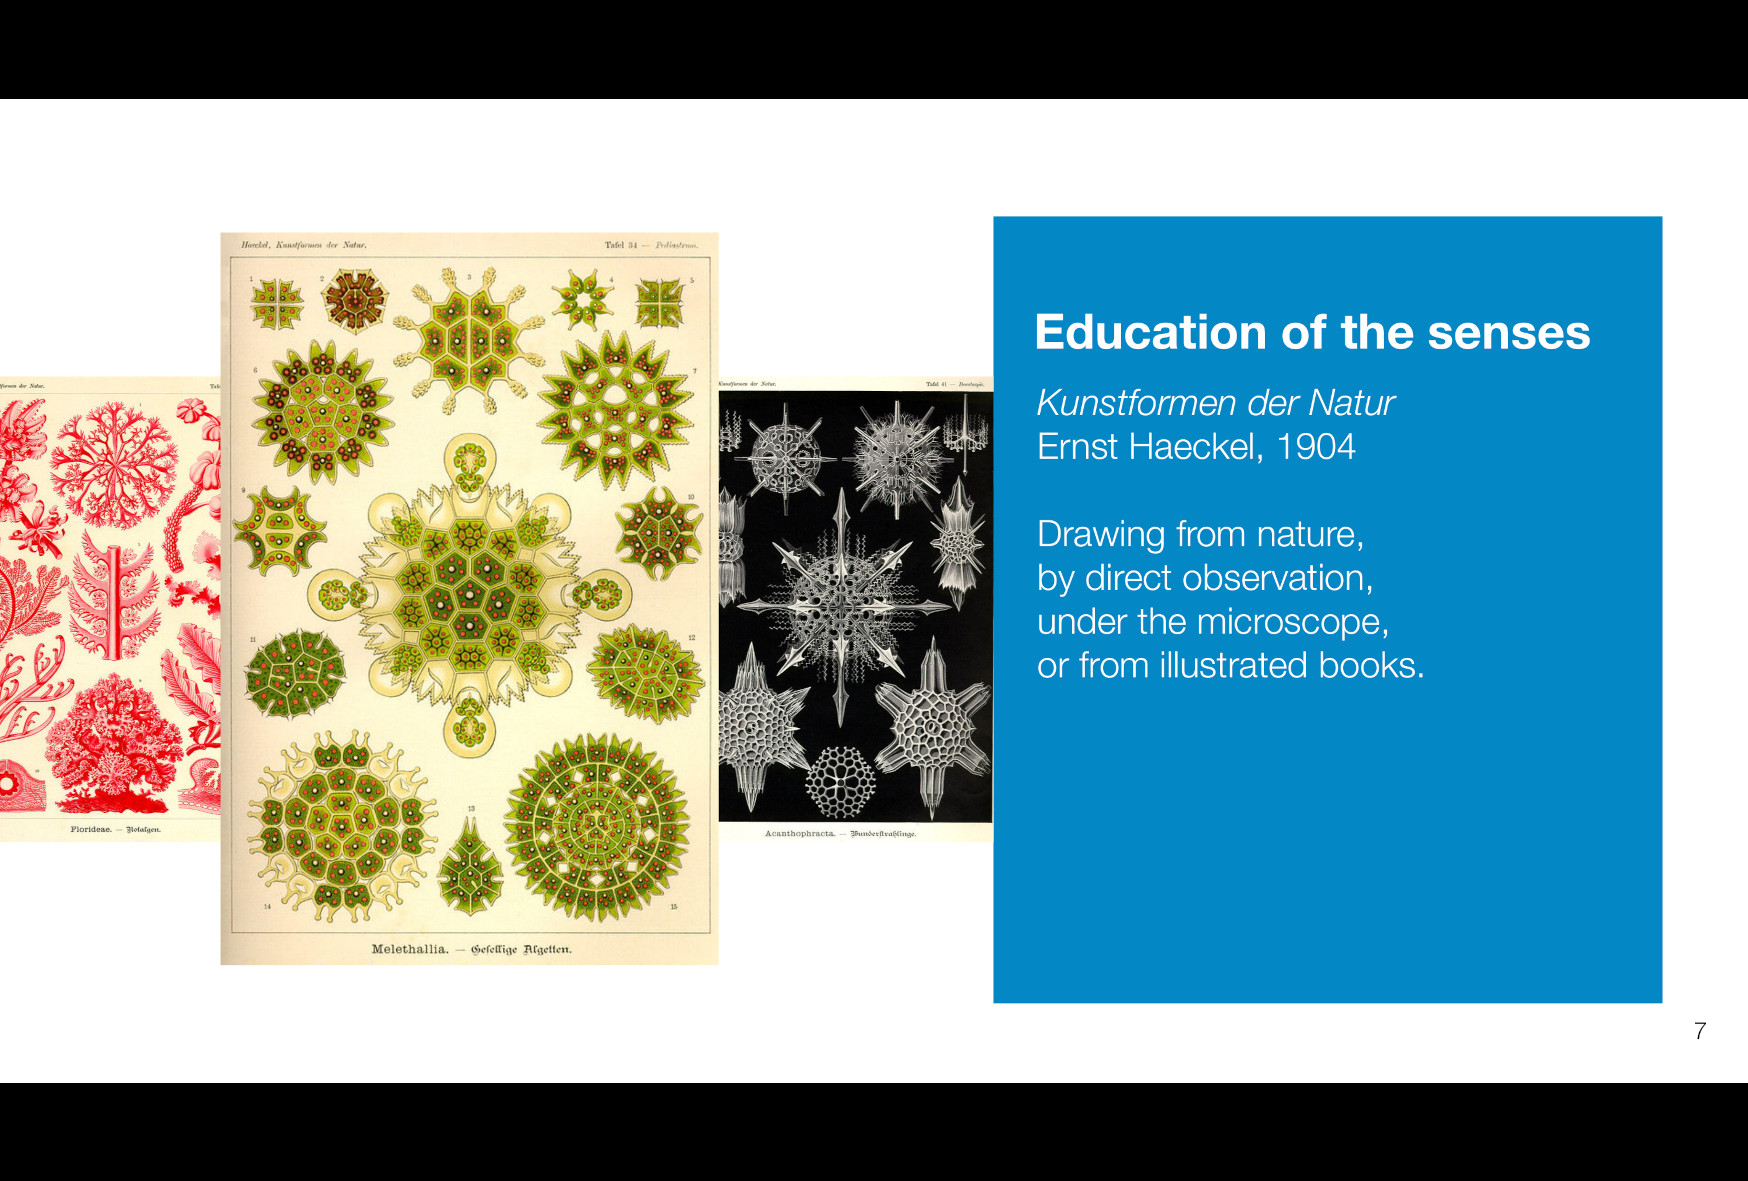 Haeckel, Kunstformen der Natur.
Tafel 34 — Pediastrum.
1
2
3
4
5
6
7
9
10
11
12
13
14
15
Melethallia. — Gesellige Algetten.
formen der Natur.
Florideae. — Rotalgen.
Kunstformen der Natur.
Tafel 41 —
Acanthophracta. — Wunderstrahlinge.
Education of the senses
Kunstformen der Natur
Ernst Haeckel, 1904
Drawing from nature,
by direct observation,
under the microscope,
or from illustrated books.
7